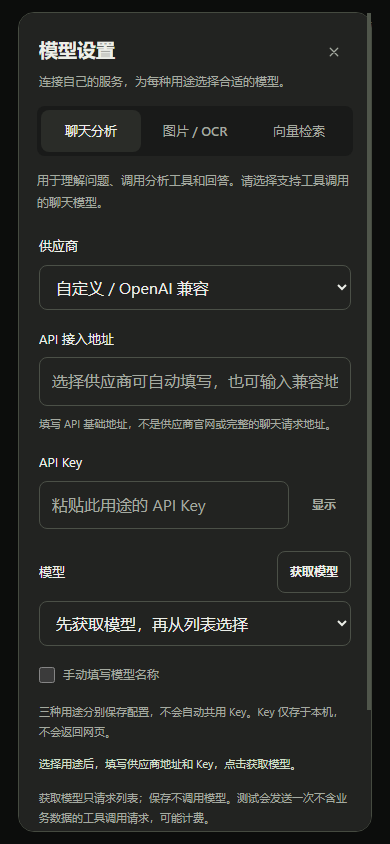 模型设置
×
连接自己的服务，为每种用途选择合适的模型。
聊天分析
图片 / OCR
向量检索
用于理解问题、调用分析工具和回答。请选择支持工具调用
的聊天模型。
供应商
自定义 / OpenAI 兼容
API 接入地址
选择供应商可自动填写，也可输入兼容地
填写 API 基础地址，不是供应商官网或完整的聊天请求地址。
API Key
粘贴此用途的 API Key
显示
模型
获取模型
先获取模型，再从列表选择
手动填写模型名称
三种用途分别保存配置，不会自动共用 Key。Key 仅存于本机，
不会返回网页。
选择用途后，填写供应商地址和 Key，点击获取模型。
获取模型只请求列表；保存不调用模型。测试会发送一次不含业
务数据的工具调用请求，可能计费。